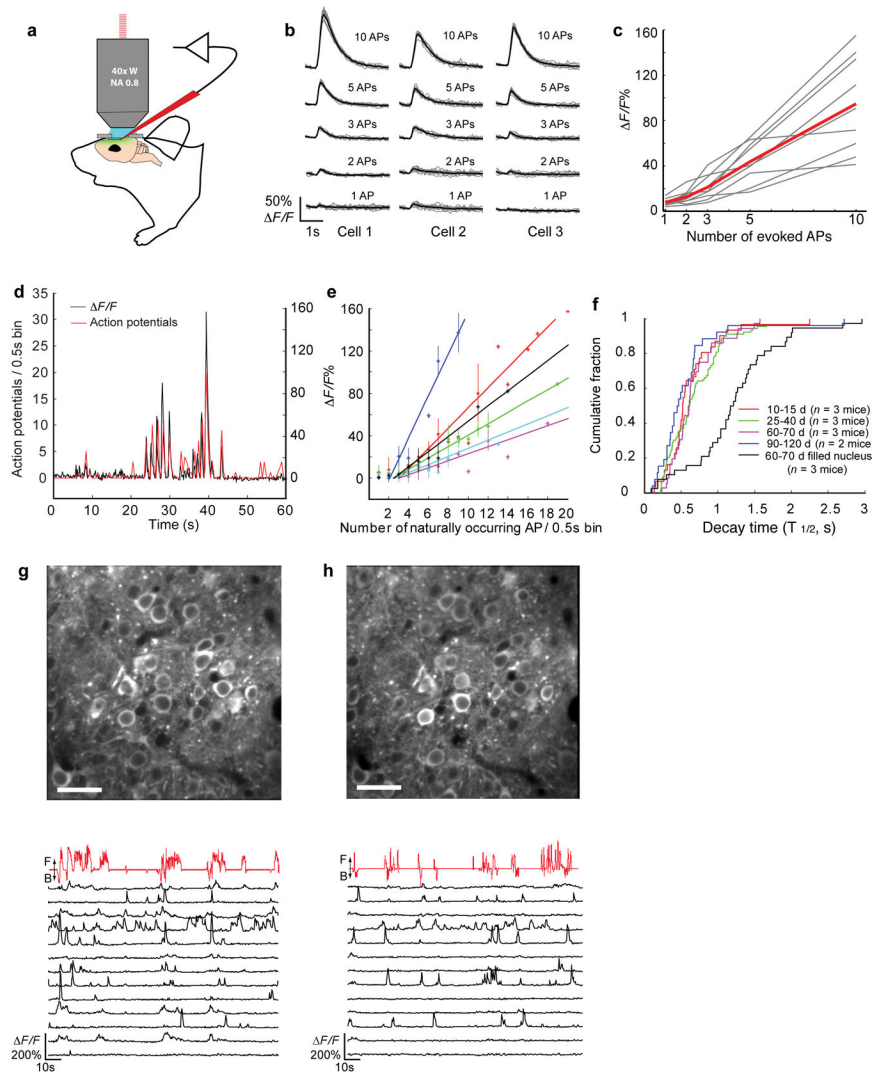 a
40x W
NA 0.8
b
10 APs 10 APs 10 APs
5 APs 5 APs 5 APs
3 APs 3 APs 3 APs
2 APs 2 APs 2 APs
1 AP 1 AP 1 AP
50%
ΔF/F
1s Cell 1 Cell 2 Cell 3
c
ΔF/F%
160
120
80
40
0
1 2 3 5 10
Number of evoked APs
d
ΔF/F
Action potentials
Action potentials / 0.5s bin
35
30
25
20
15
10
5
0
160
120
80
40
0
0 10 20 30 40 50 60
Time (s)
e
ΔF/F%
160
120
80
40
0
2 4 6 8 10 12 14 16 18 20
Number of naturally occurring AP / 0.5s bin
f
Cumulative fraction
1
0.8
0.6
0.4
0.2
0
10-15 d (n = 3 mice)
25-40 d (n = 3 mice)
60-70 d (n = 3 mice)
90-120 d (n = 2 mice
60-70 d filled nucleus
(n = 3 mice)
0.5 1 1.5 2 2.5 3
Decay time (T 1/2, s)
g
F
B
ΔF/F
200%
10s
h
F
B
ΔF/F
200%
10s